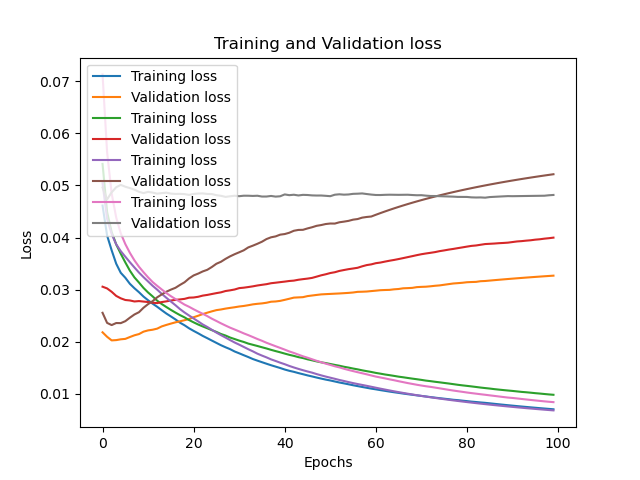 Training and Validation loss
Loss
0.07
0.06
0.05
0.04
0.03
0.02
0.01
Training loss
Validation loss
Training loss
Validation loss
Training loss
Validation loss
Training loss
Validation loss
0 20 40 60 80 100
Epochs